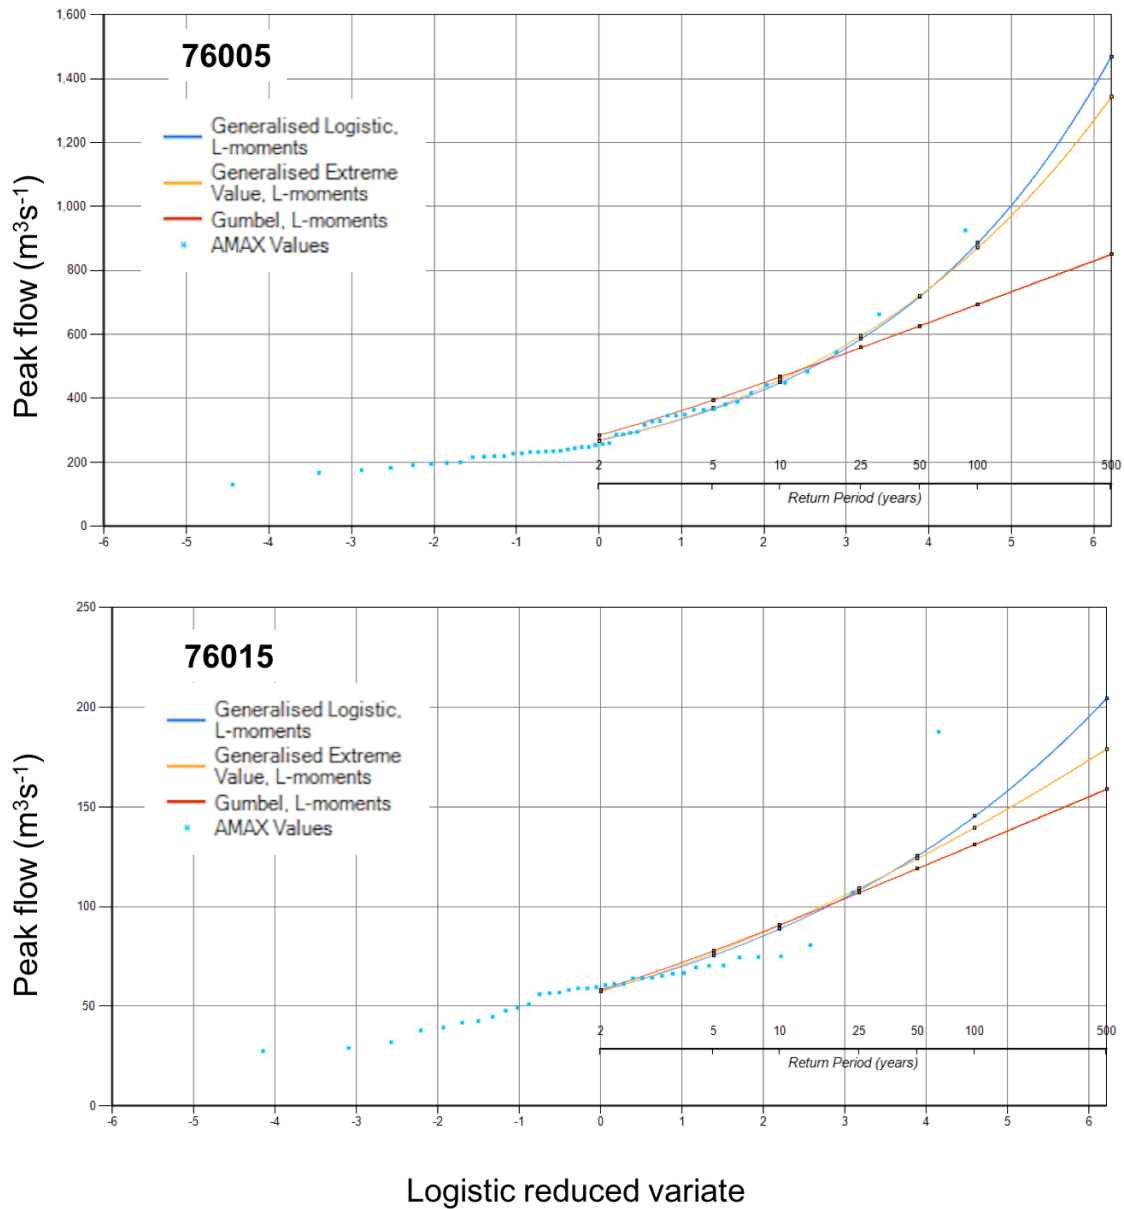 1,600
76005
1,400
Generalised Logistic,
L-moments
1,200
Generalised Extreme
Value, L-moments
1,000
Gumbel, L-moments
AMAX Values
800
600
400
200
0
Peak flow (m³s⁻¹)
2 5 10 25 50 100 500
Return Period (years)
-6 -5 -4 -3 -2 -1 0 1 2 3 4 5 6
250
76015
Generalised Logistic,
L-moments
200
Generalised Extreme
Value, L-moments
Gumbel, L-moments
AMAX Values
150
100
50
0
Peak flow (m³s⁻¹)
2 5 10 25 50 100 500
Return Period (years)
-6 -5 -4 -3 -2 -1 0 1 2 3 4 5 6
Logistic reduced variate